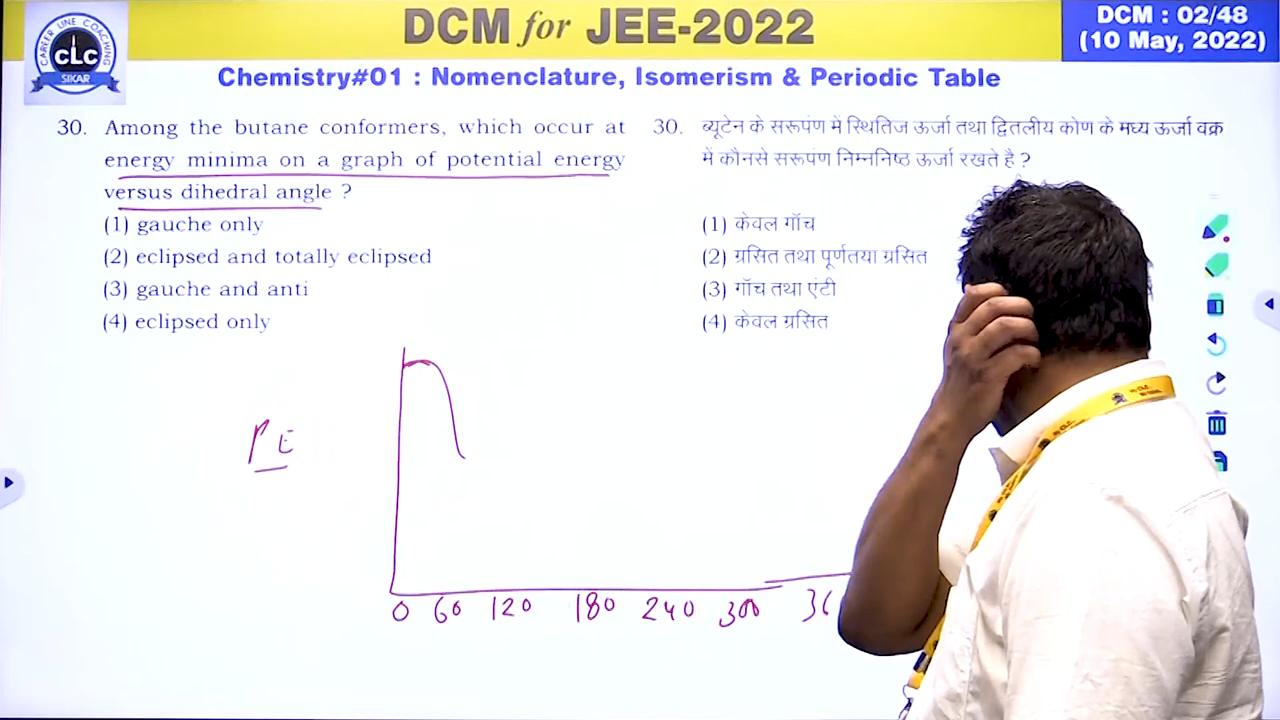 DCM for JEE-2022
DCM : 02/48
(10 May, 2022)
CAREER LINE COACHING
CLC
SIKAR
Chemistry#01 : Nomenclature, Isomerism & Periodic Table
30. Among the butane conformers, which occur at
energy minima on a graph of potential energy
versus dihedral angle ?
(1) gauche only
(2) eclipsed and totally eclipsed
(3) gauche and anti
(4) eclipsed only
30. ब्यूटेन के सरूपण में स्थितिज ऊर्जा तथा द्वितलीय कोण के मध्य ऊर्जा वक्र
में कौनसे सरूपण निम्ननिष्ठ ऊर्जा रखते है ?
(1) केवल गॉच
(2) ग्रसित तथा पूर्णतया ग्रसित
(3) गॉच तथा एंटी
(4) केवल ग्रसित
PE
0 60 120 180 240 300 36